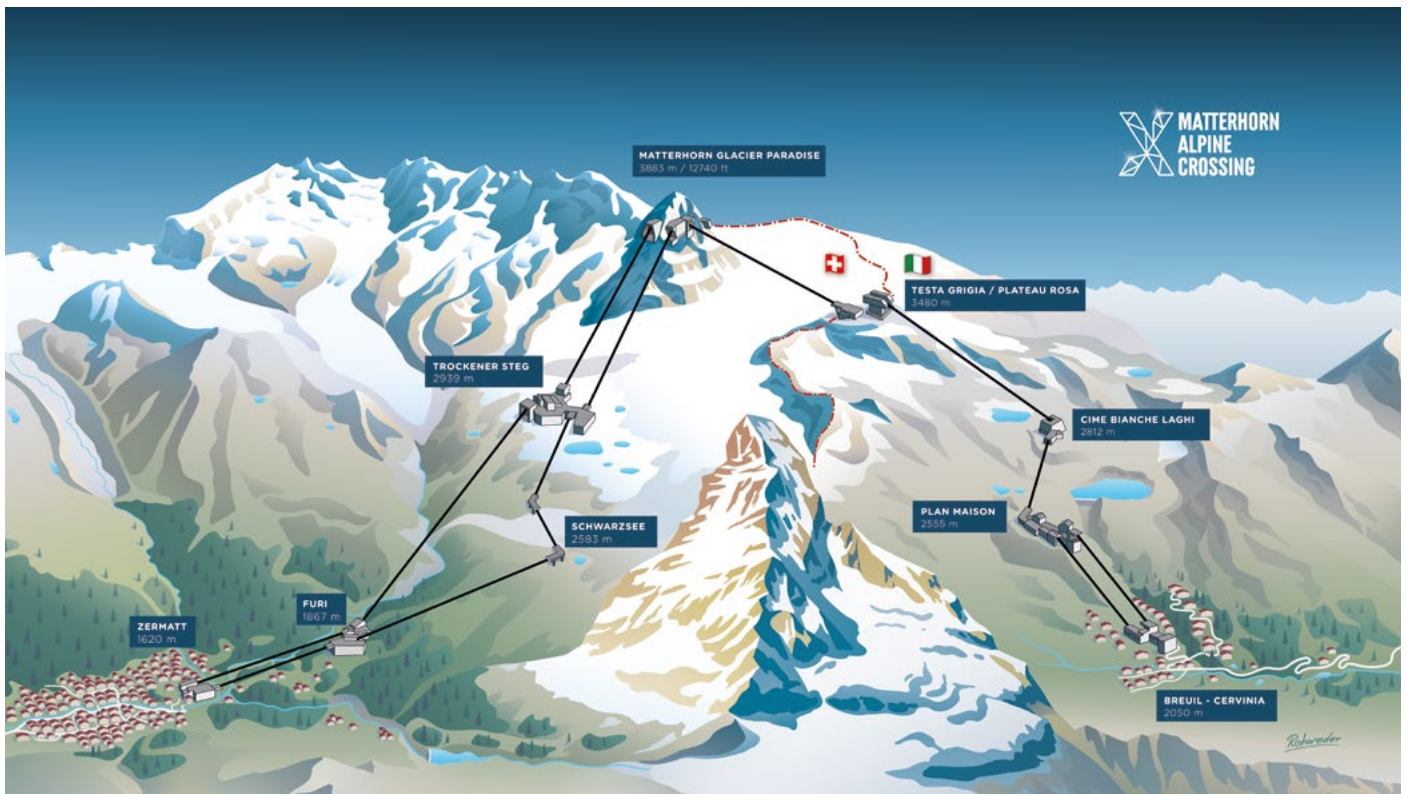 MATTERHORN
ALPINE
CROSSING
MATTERHORN GLACIER PARADISE
3883 m / 12740 ft
TESTA GRIGIA / PLATEAU ROSA
3480 m
TROCKENER STEG
2939 m
CIME BIANCHE LAGHI
2812 m
PLAN MAISON
2555 m
SCHWARZSEE
2583 m
FURI
1867 m
ZERMATT
1620 m
BREUIL - CERVINIA
2050 m
Rohweder